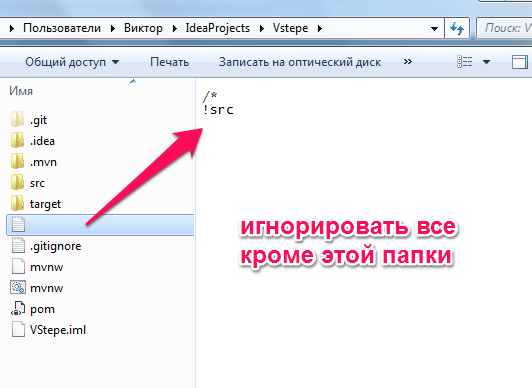 Пользователи ▸ Виктор ▸ IdeaProjects ▸ Vstepe ▸
Поиск: V
Общий доступ ▼ Печать Записать на оптический диск »
Имя
.git
.idea
.mvn
src
target
.gitignore
mvnw
mvnw
pom
VStepe.iml
/*
!src
игнорировать все
кроме этой папки